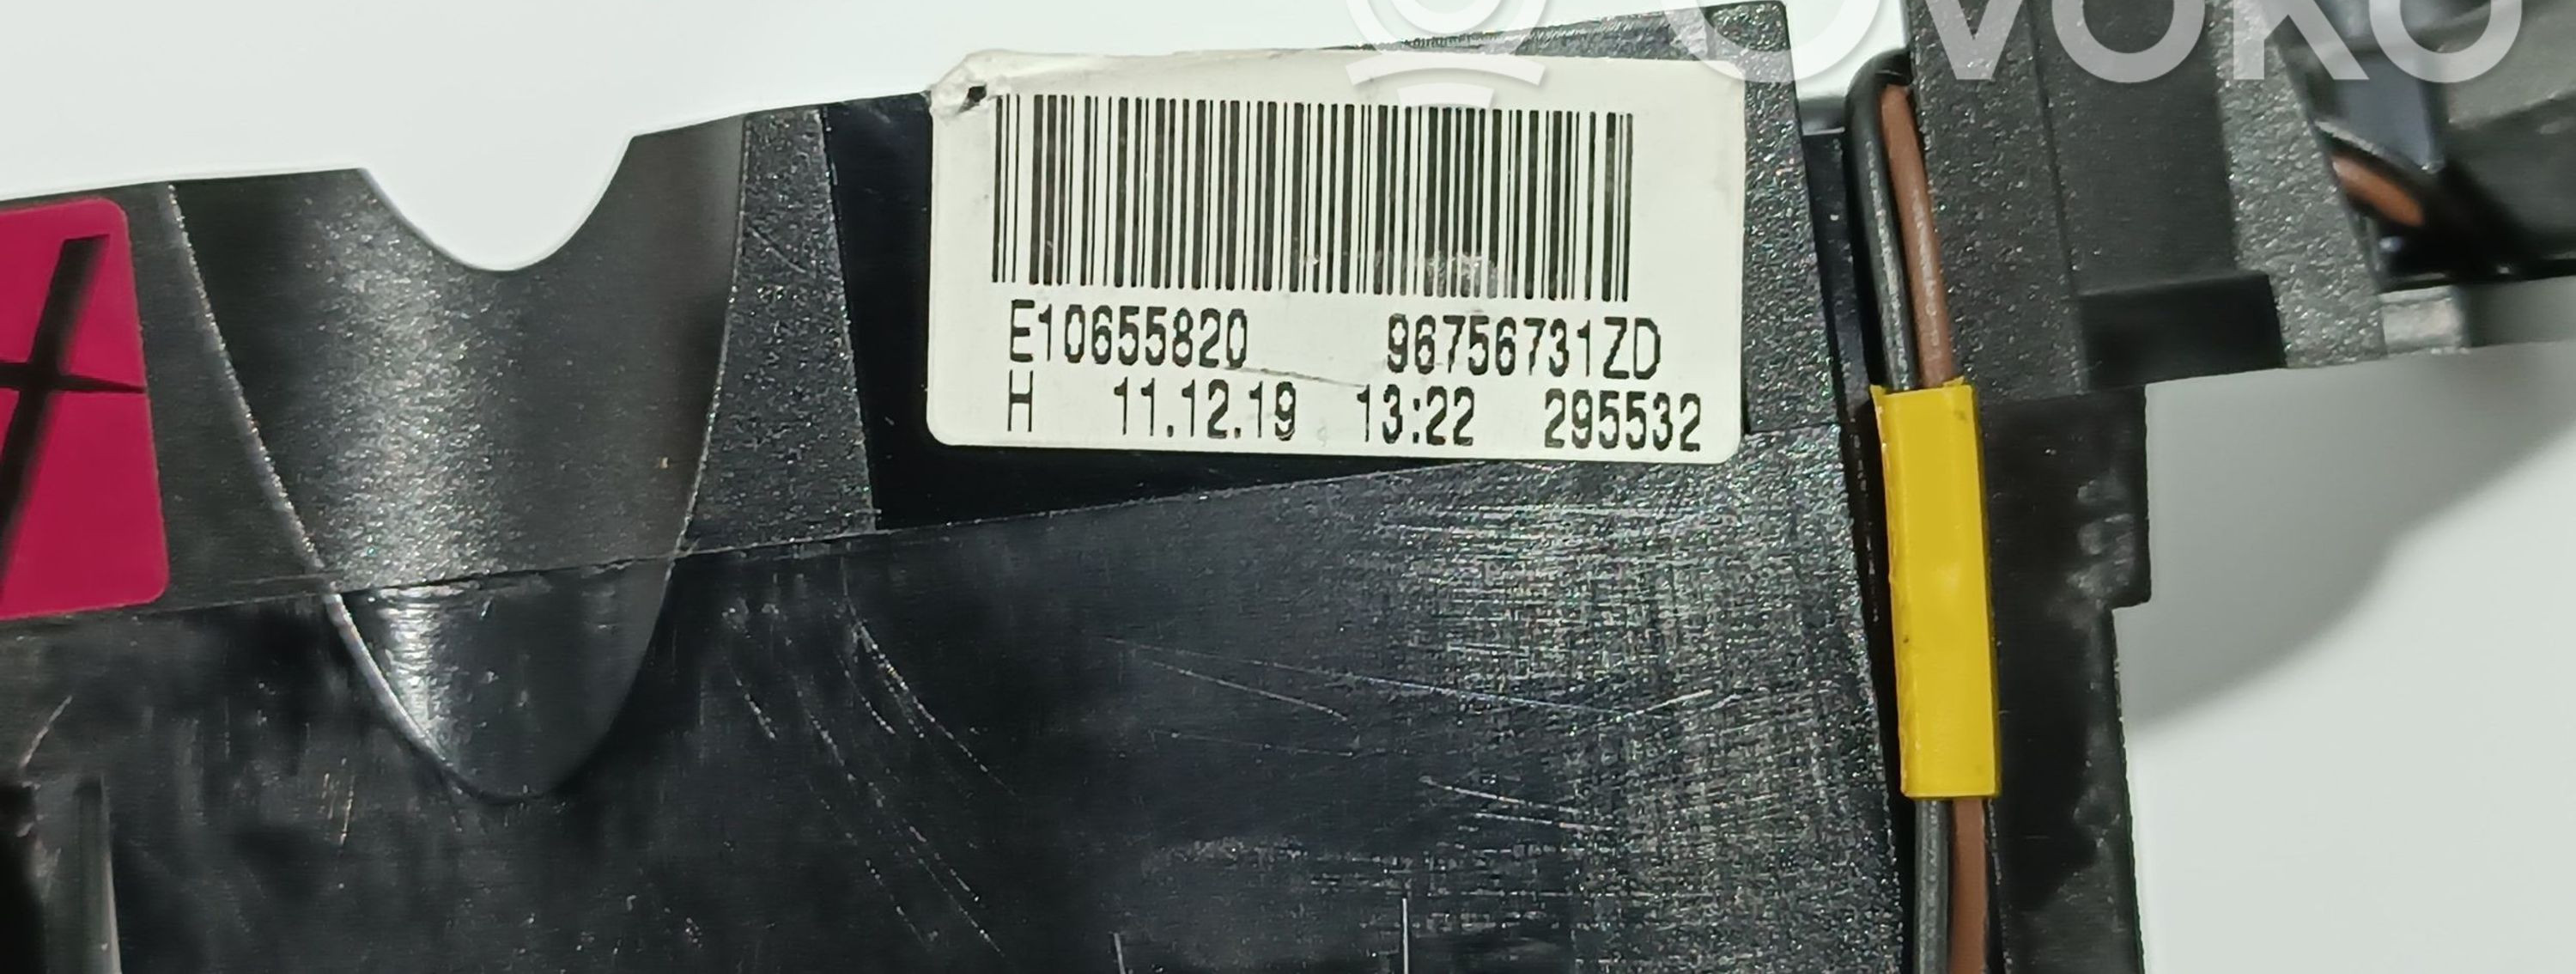 OVOKO
E10655820 96756731ZD
H 11.12.19 13:22 295532